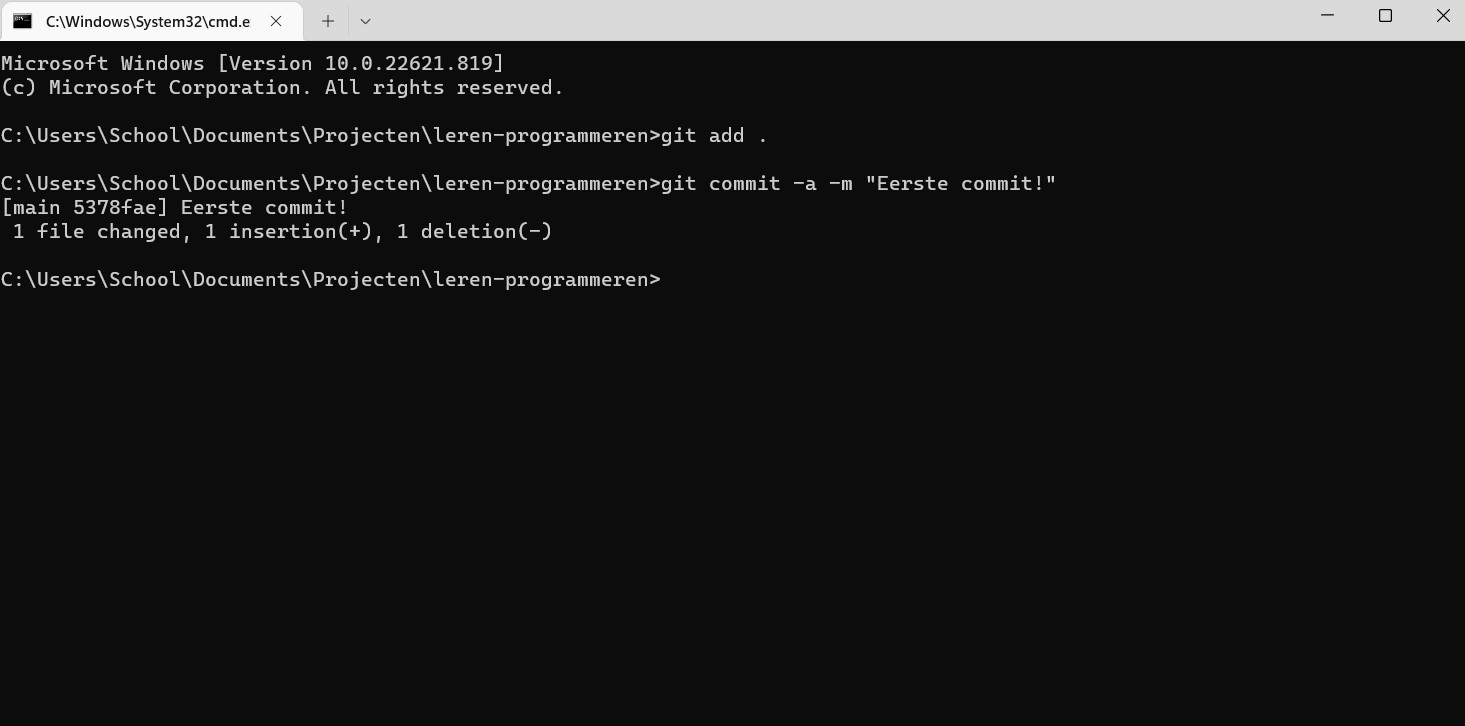 C:\Windows\System32\cmd.e
Microsoft Windows [Version 10.0.22621.819]
(c) Microsoft Corporation. All rights reserved.
C:\Users\School\Documents\Projecten\leren-programmeren>git add .
C:\Users\School\Documents\Projecten\leren-programmeren>git commit -a -m "Eerste commit!"
[main 5378fae] Eerste commit!
 1 file changed, 1 insertion(+), 1 deletion(-)
C:\Users\School\Documents\Projecten\leren-programmeren>